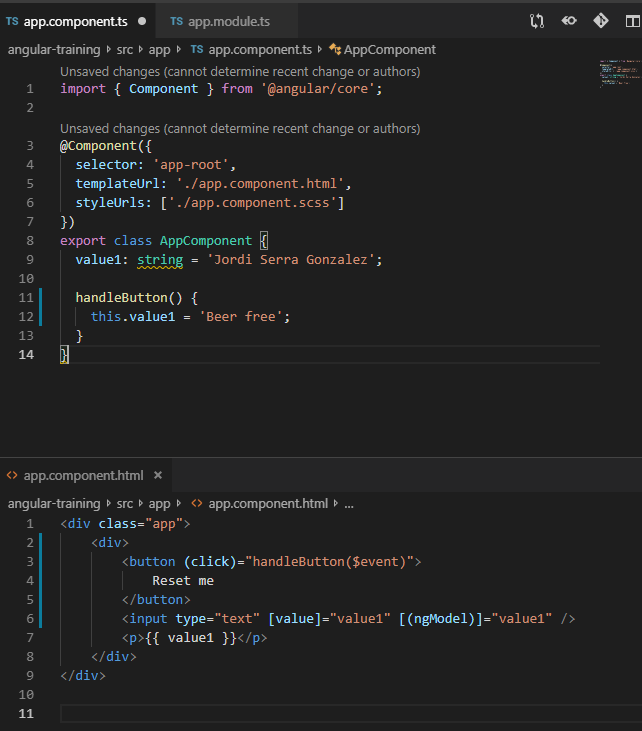 TS app.component.ts ● TS app.module.ts
angular-training › src › app › TS app.component.ts › AppComponent
Unsaved changes (cannot determine recent change or authors)
1 import { Component } from '@angular/core';
2
Unsaved changes (cannot determine recent change or authors)
3 @Component({
4   selector: 'app-root',
5   templateUrl: './app.component.html',
6   styleUrls: ['./app.component.scss']
7 })
8 export class AppComponent {
9   value1: string = 'Jordi Serra Gonzalez';
10
11   handleButton() {
12     this.value1 = 'Beer free';
13   }
14 }
<> app.component.html ×
angular-training › src › app › <> app.component.html › ...
1 <div class="app">
2     <div>
3         <button (click)="handleButton($event)">
4             Reset me
5         </button>
6         <input type="text" [value]="value1" [(ngModel)]="value1" />
7         <p>{{ value1 }}</p>
8     </div>
9 </div>
10
11